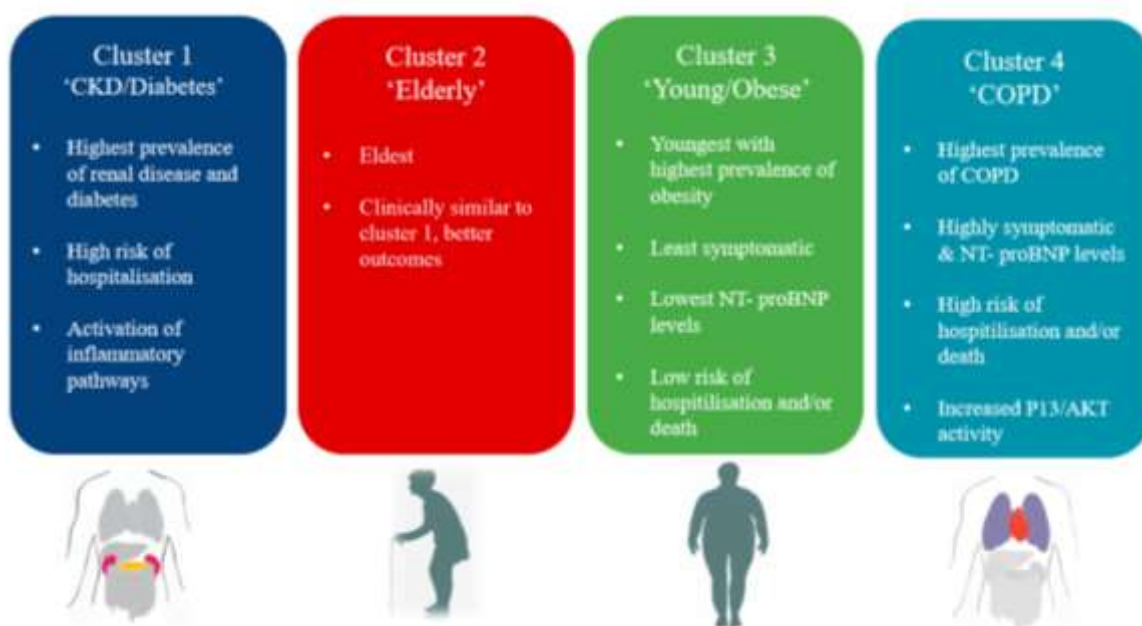 Cluster 1
‘CKD/Diabetes’
• Highest prevalence
of renal disease and
diabetes
• High risk of
hospitalisation
• Activation of
inflammatory
pathways
Cluster 2
‘Elderly’
• Eldest
• Clinically similar to
cluster 1, better
outcomes
Cluster 3
‘Young/Obese’
• Youngest with
highest prevalence of
obesity
• Least symptomatic
• Lowest NT- proBNP
levels
• Low risk of
hospitilisation and/or
death
Cluster 4
‘COPD’
• Highest prevalence
of COPD
• Highly symptomatic
& NT- proBNP levels
• High risk of
hospitilisation and/or
death
• Increased P13/AKT
activity